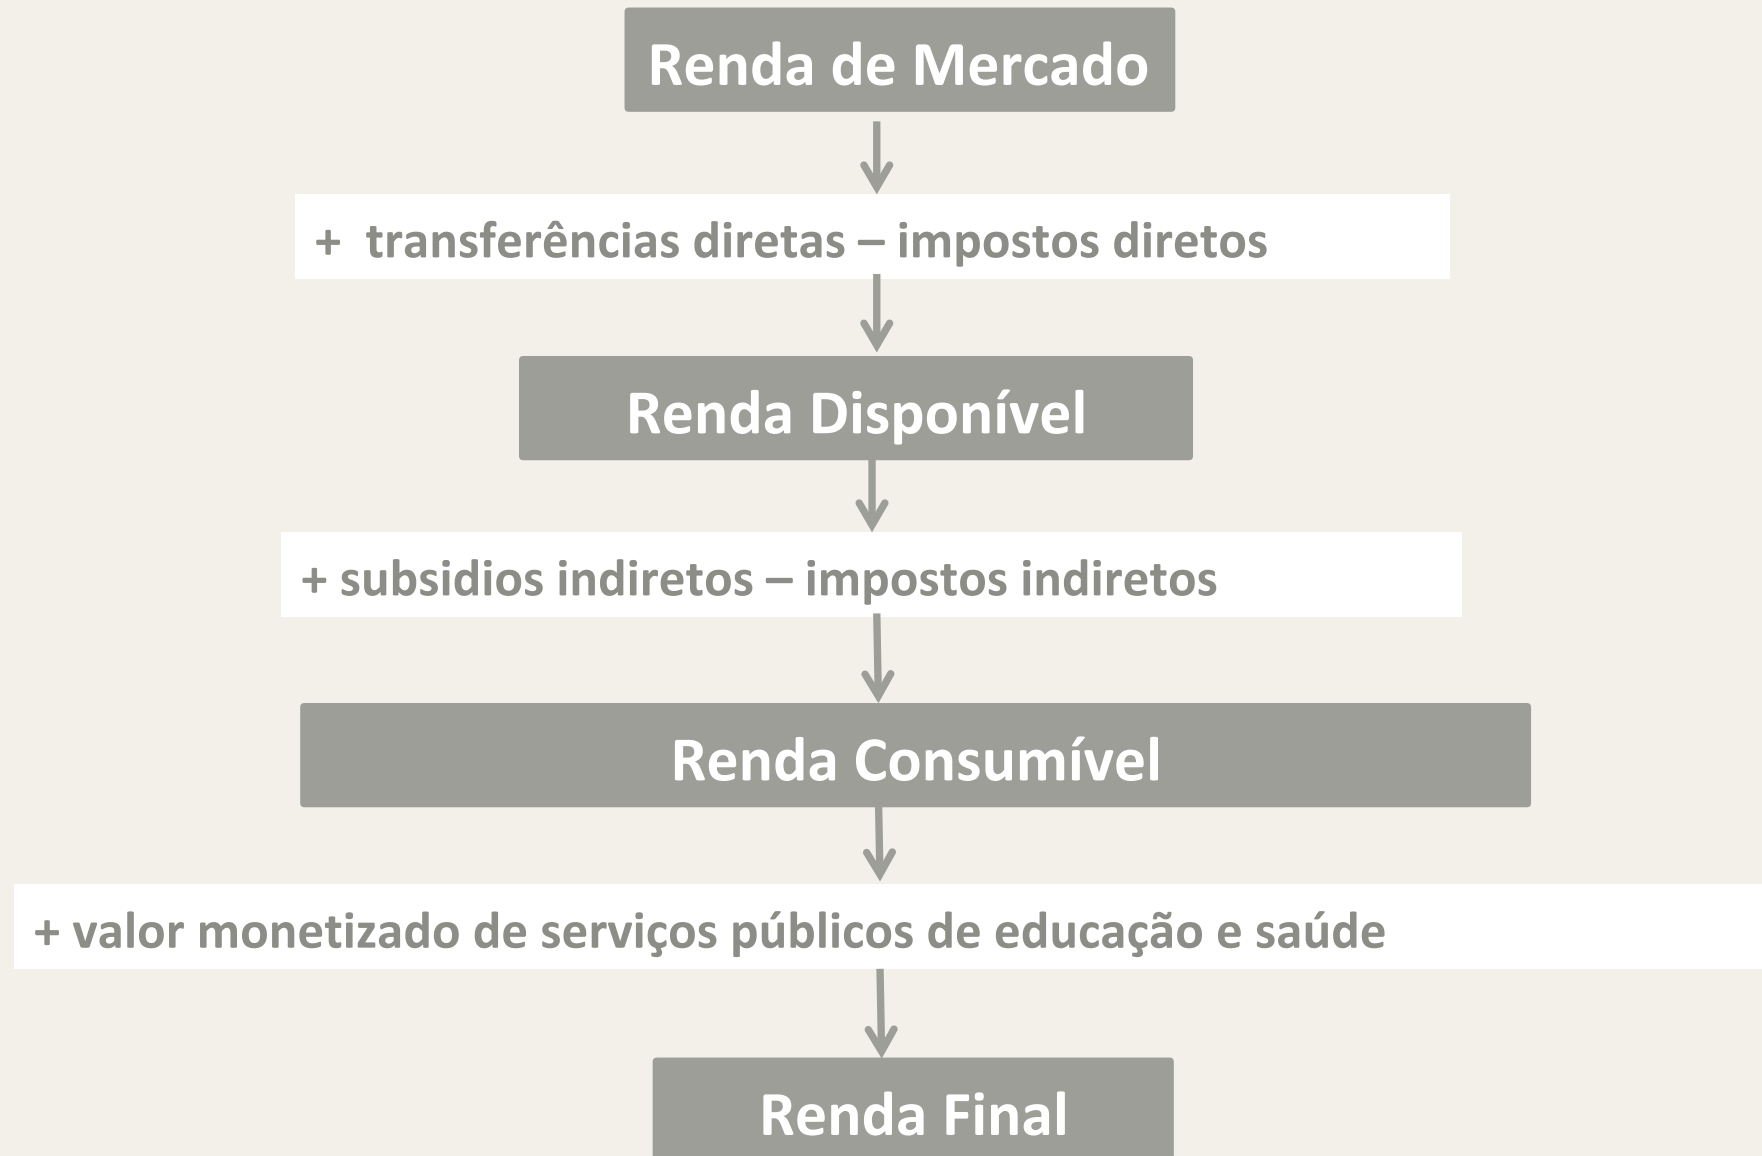 Renda de Mercado
+ transferências diretas – impostos diretos
Renda Disponível
+ subsidios indiretos – impostos indiretos
Renda Consumível
+ valor monetizado de serviços públicos de educação e saúde
Renda Final